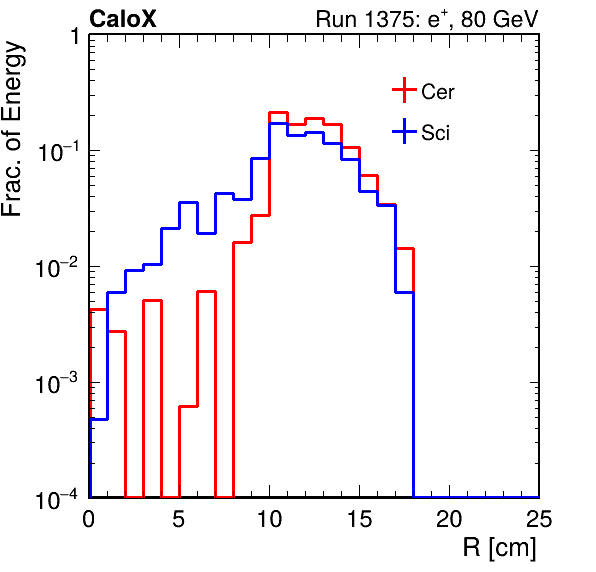 CaloX Run 1375: e⁺, 80 GeV
Frac. of Energy
1
10⁻¹
10⁻²
10⁻³
10⁻⁴
Cer
Sci
0 5 10 15 20 25
R [cm]